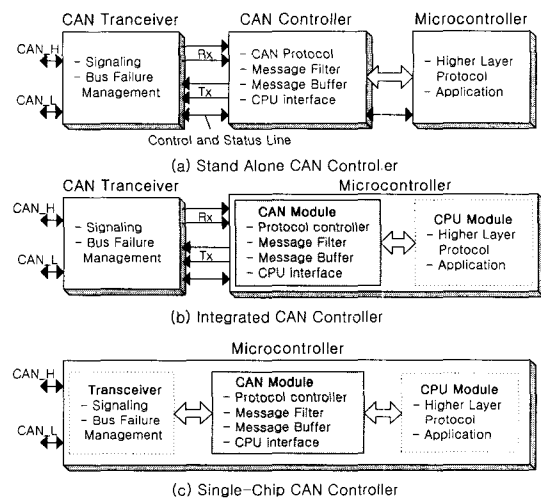 CAN Tranceiver CAN Controller Microcontroller
CAN_H
- Signaling
- Bus Failure
Management
CAN_L
Rx
Tx
- CAN Protocol
- Message Filter
- Message Buffer
- CPU interface
- Higher Layer
Protocol
- Application
Control and Status Line
(a) Stand Alone CAN Control.er
CAN Tranceiver Microcontroller
CAN_H
- Signaling
- Bus Failure
Management
CAN_L
Rx
Tx
CAN Module
- Protocol controller
- Message Filter
- Message Buffer
- CPU interface
CPU Module
- Higher Layer
Protocol
- Application
(b) Integrated CAN Controller
Microcontroller
CAN_H
Transceiver
- Signaling
- Bus Failure
Management
CAN_L
CAN Module
- Protocol controller
- Message Filter
- Message Buffer
- CPU interface
CPU Module
- Higher Layer
Protocol
- Application
(c) Single-Chip CAN Controller